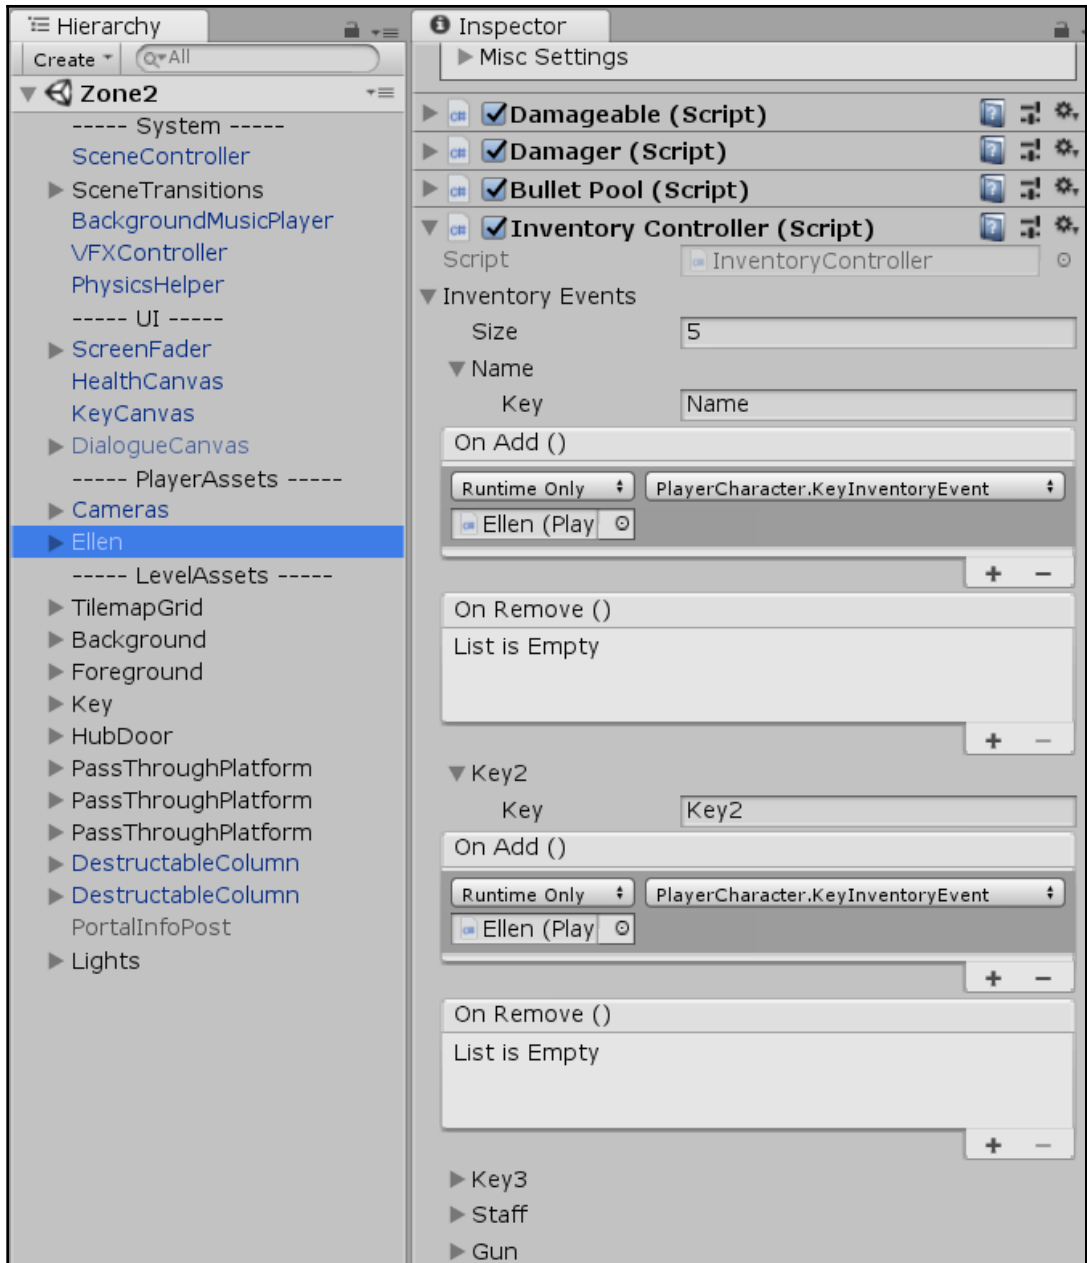 Hierarchy
Create
All
Zone2
----- System -----
SceneController
SceneTransitions
BackgroundMusicPlayer
VFXController
PhysicsHelper
----- UI -----
ScreenFader
HealthCanvas
KeyCanvas
DialogueCanvas
----- PlayerAssets -----
Cameras
Ellen
----- LevelAssets -----
TilemapGrid
Background
Foreground
Key
HubDoor
PassThroughPlatform
PassThroughPlatform
PassThroughPlatform
DestructableColumn
DestructableColumn
PortalInfoPost
Lights
Inspector
Misc Settings
Damageable (Script)
Damager (Script)
Bullet Pool (Script)
Inventory Controller (Script)
Script InventoryController
Inventory Events
Size 5
Name
Key Name
On Add ()
Runtime Only PlayerCharacter.KeyInventoryEvent
Ellen (Play
+ −
On Remove ()
List is Empty
+ −
Key2
Key Key2
On Add ()
Runtime Only PlayerCharacter.KeyInventoryEvent
Ellen (Play
+ −
On Remove ()
List is Empty
+ −
Key3
Staff
Gun